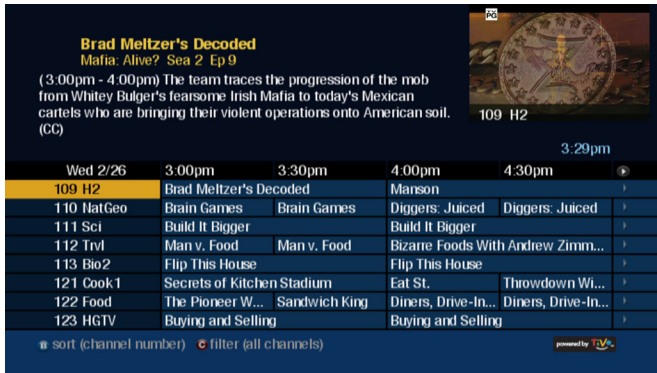 PG
Brad Meltzer's Decoded
Mafia: Alive? Sea 2 Ep 9
(3:00pm - 4:00pm) The team traces the progression of the mob
from Whitey Bulger's fearsome Irish Mafia to today's Mexican
cartels who are bringing their violent operations onto American soil.
(CC)
109 H2
3:29pm
Wed 2/26 3:00pm 3:30pm 4:00pm 4:30pm
109 H2 Brad Meltzer's Decoded Manson
110 NatGeo Brain Games Brain Games Diggers: Juiced Diggers: Juiced
111 Sci Build It Bigger Build It Bigger
112 Trvl Man v. Food Man v. Food Bizarre Foods With Andrew Zimm...
113 Bio2 Flip This House Flip This House
121 Cook1 Secrets of Kitchen Stadium Eat St. Throwdown Wi...
122 Food The Pioneer W... Sandwich King Diners, Drive-In... Diners, Drive-In...
123 HGTV Buying and Selling Buying and Selling
sort (channel number) C filter (all channels)
powered by TiVo